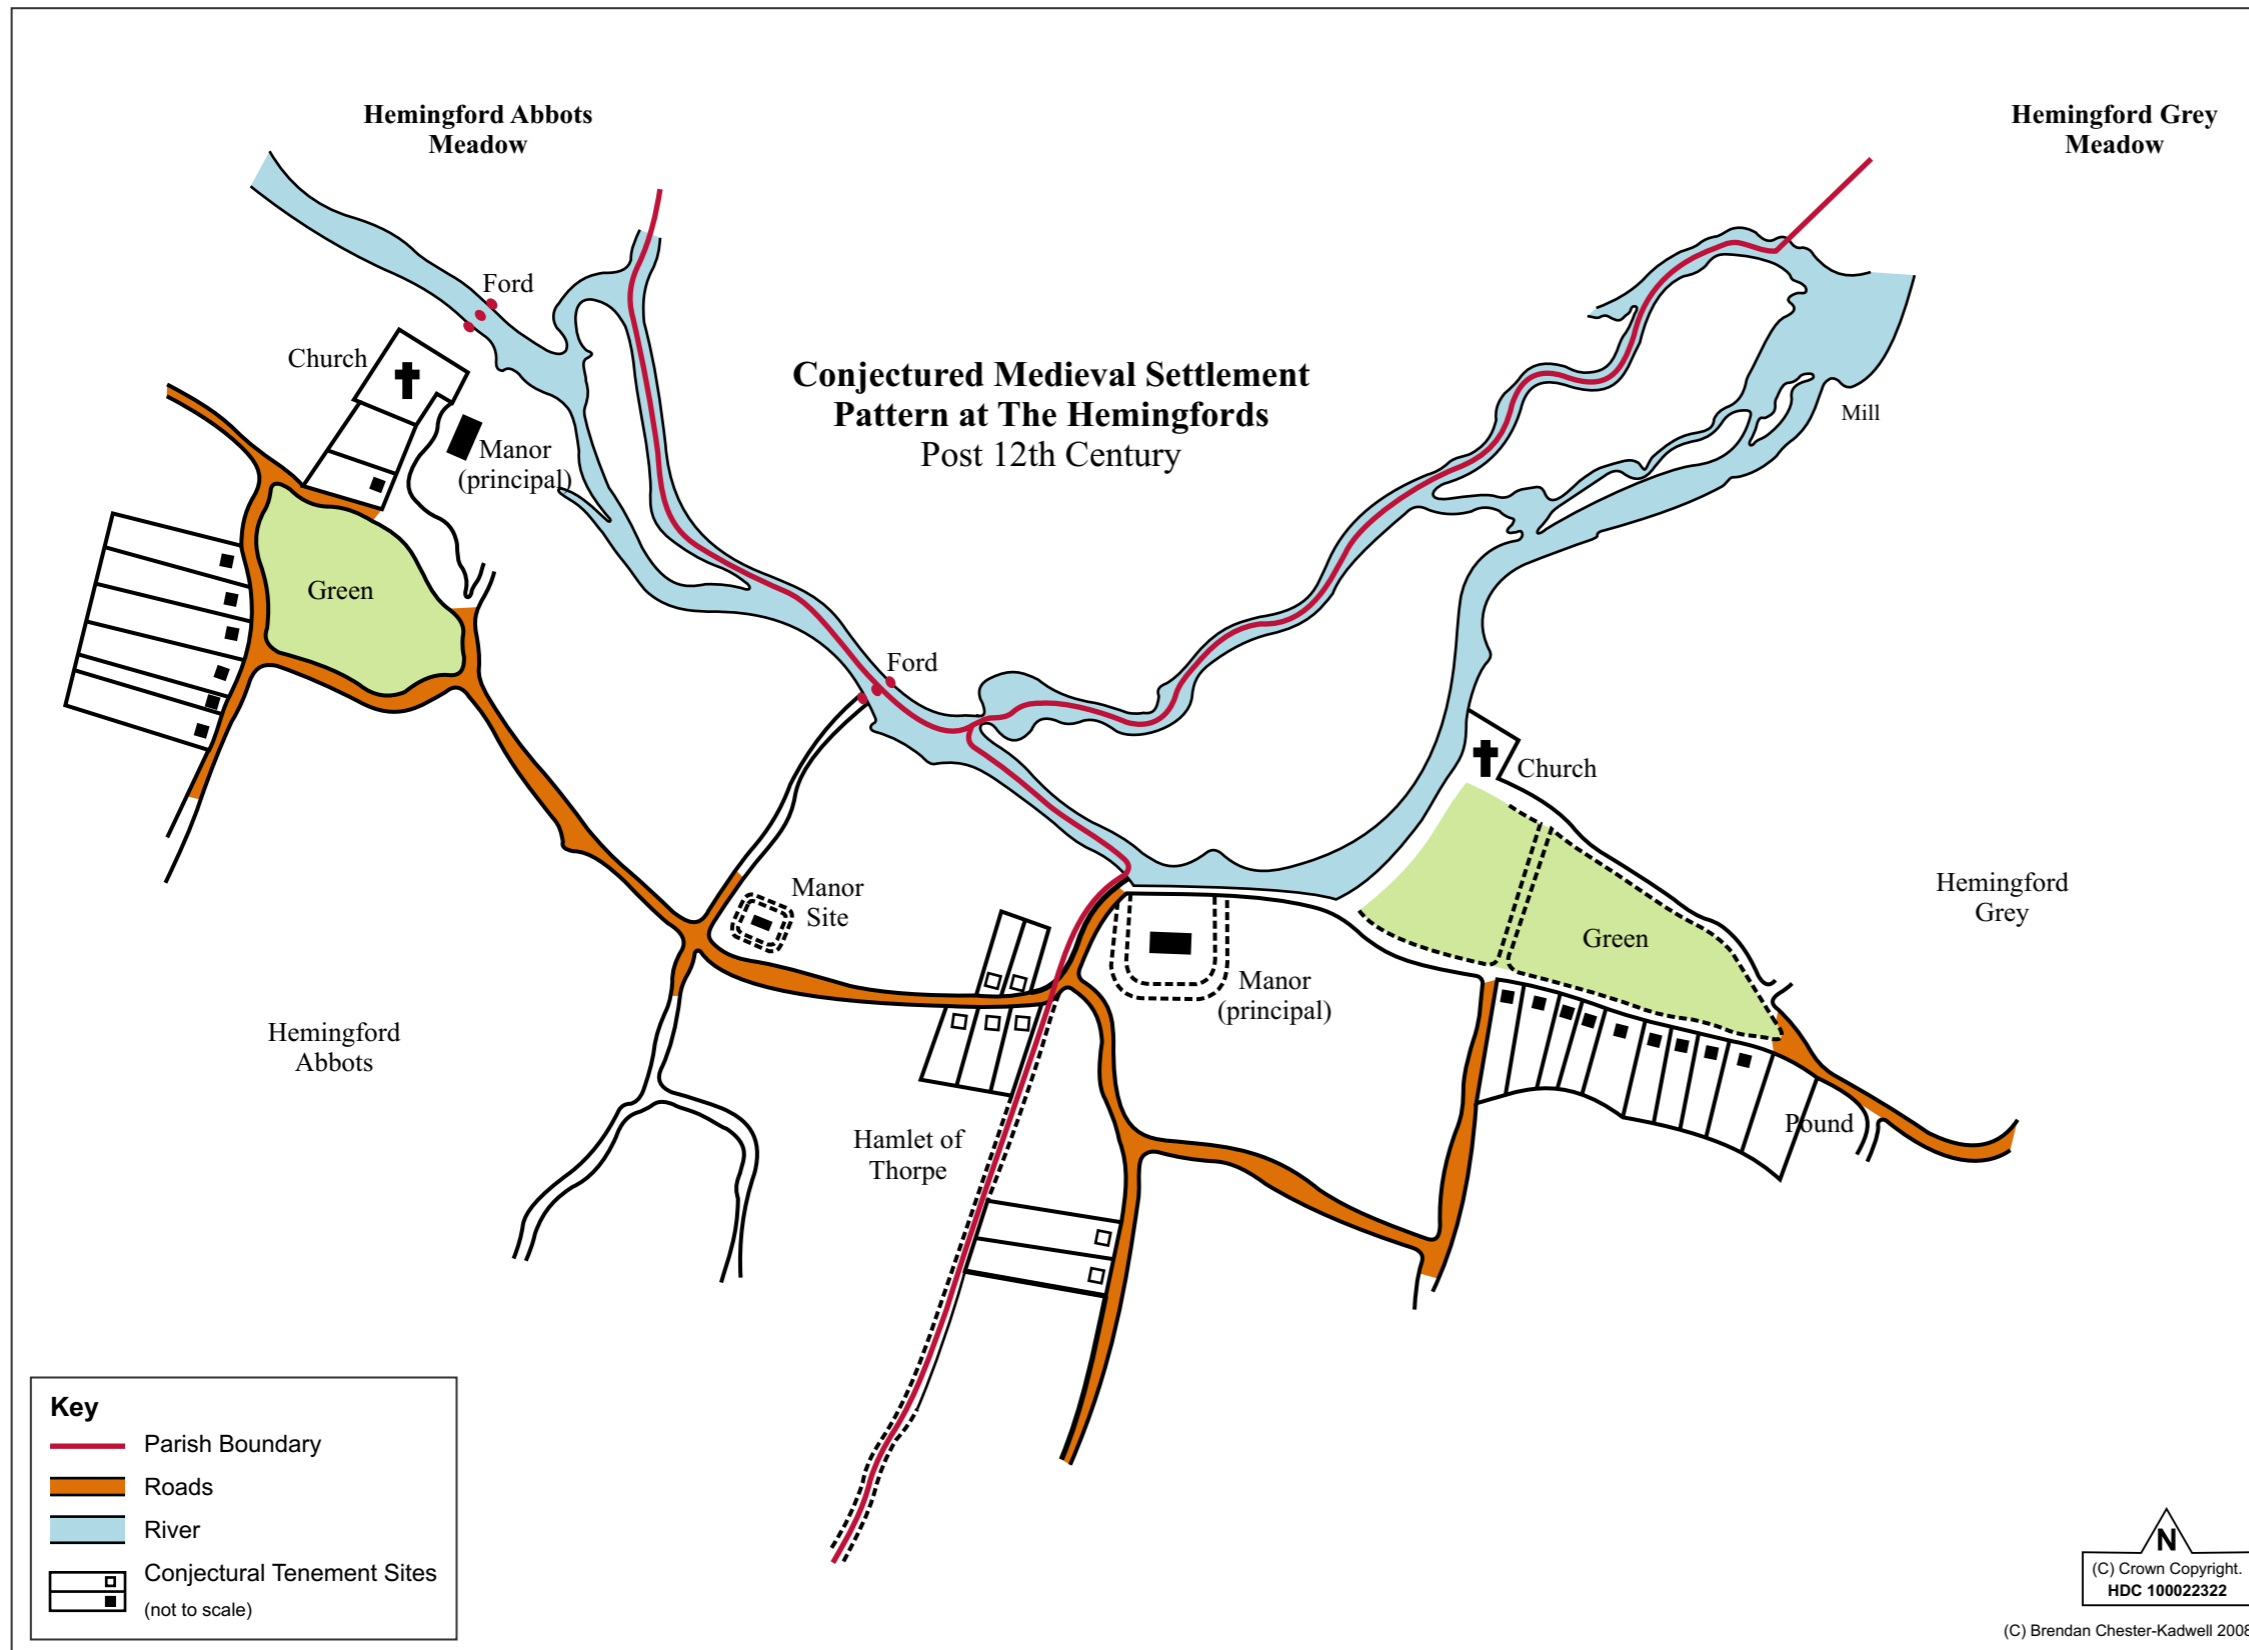 Hemingford Abbots
Meadow
Hemingford Grey
Meadow
Ford
Church
Conjectured Medieval Settlement
Pattern at The Hemingfords
Post 12th Century
Mill
Manor
(principal)
Green
Ford
Church
Manor
Site
Hemingford
Grey
Green
Manor
(principal)
Hemingford
Abbots
Pound
Hamlet of
Thorpe
Key
Parish Boundary
Roads
River
Conjectural Tenement Sites
(not to scale)
N
(C) Crown Copyright.
HDC 100022322
(C) Brendan Chester-Kadwell 2008